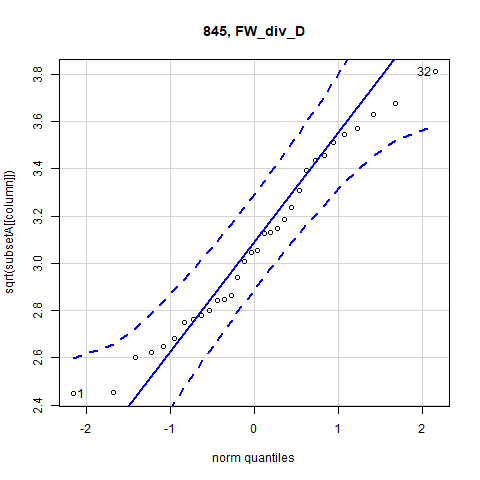 845, FW_div_D
sqrt(subsetA[[column]])
3.8
3.6
3.4
3.2
3.0
2.8
2.6
2.4
32
1
-2 -1 0 1 2
norm quantiles